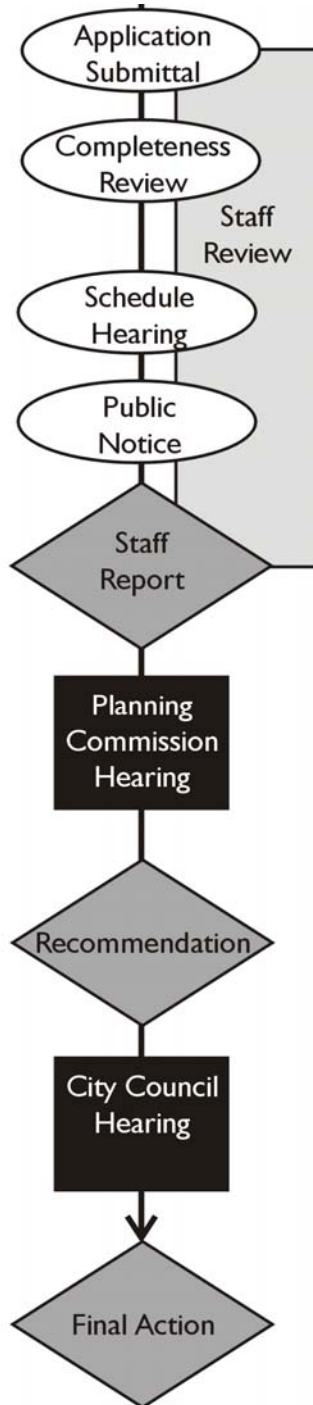 Application
Submittal
Completeness
Review
Staff
Review
Schedule
Hearing
Public
Notice
Staff
Report
Planning
Commission
Hearing
Recommendation
City Council
Hearing
Final Action